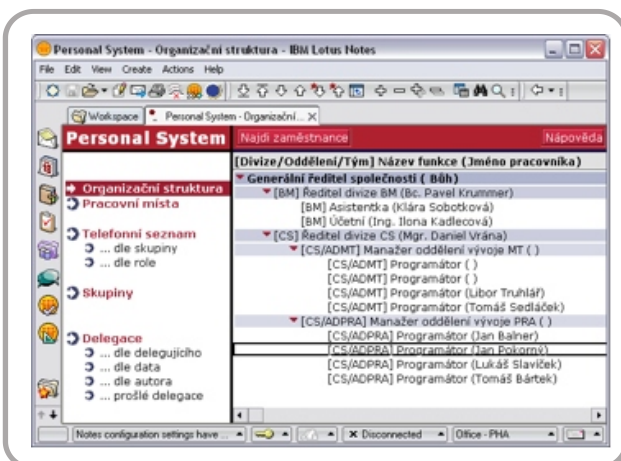 Personal System - Organizační struktura - IBM Lotus Notes
File Edit View Create Actions Help
Workspace Personal System - Organizační...
Personal System
Najdi zaměstnance Nápověda
[Divize/Oddělení/Tým] Název funkce (Jméno pracovníka)
Organizační struktura
Pracovní místa
Telefonní seznam
... dle skupiny
... dle role
Skupiny
Delegace
... dle delegujícího
... dle data
... dle autora
... prošlé delegace
Generální ředitel společnosti ( Bůh)
[BM] Ředitel divize BM (Bc. Pavel Krummer)
[BM] Asistentka (Klára Sobotková)
[BM] Účetní (Ing. Ilona Kadlecová)
[CS] Ředitel divize CS (Mgr. Daniel Vrána)
[CS/ADMT] Manažer oddělení vývoje MT ( )
[CS/ADMT] Programátor ( )
[CS/ADMT] Programátor ( )
[CS/ADMT] Programátor (Libor Truhlář)
[CS/ADMT] Programátor (Tomáš Sedláček)
[CS/ADPRA] Manažer oddělení vývoje PRA ( )
[CS/ADPRA] Programátor (Jan Balner)
[CS/ADPRA] Programátor (Jan Pokorný)
[CS/ADPRA] Programátor (Lukáš Slavíček)
[CS/ADPRA] Programátor (Tomáš Bártek)
Notes configuration settings have ... Disconnected Office - PHA